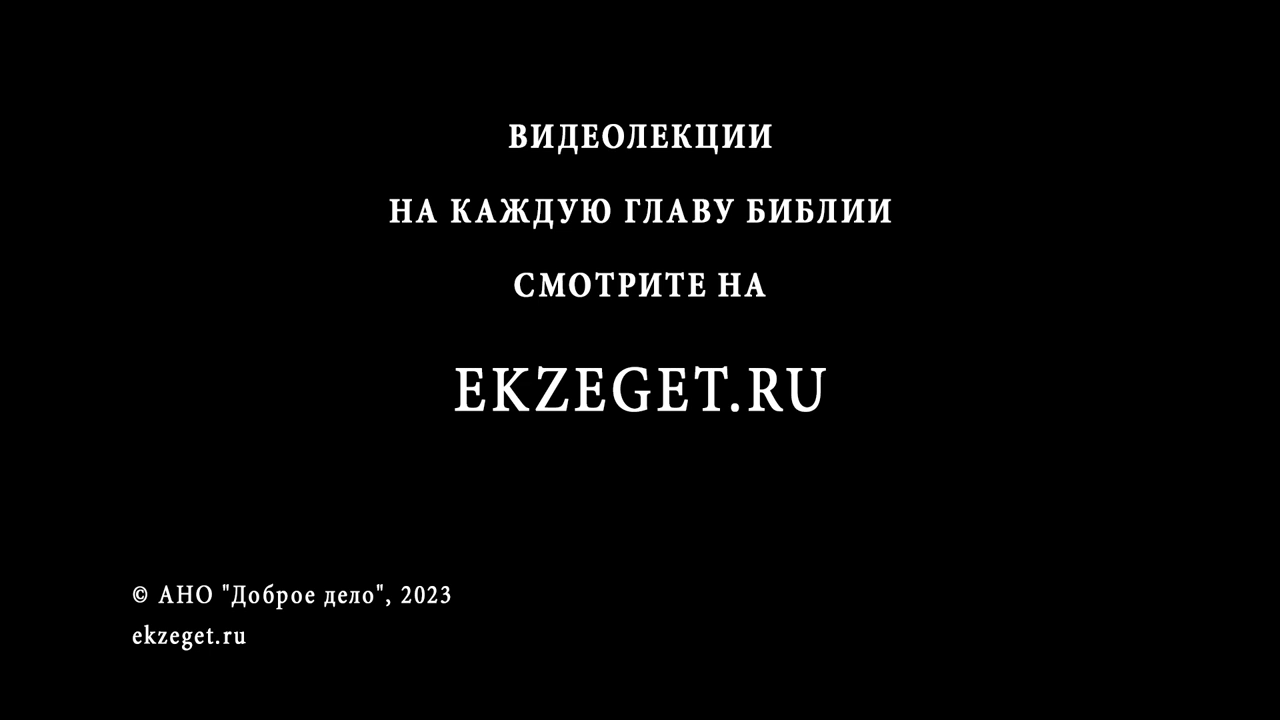 ВИДЕОЛЕКЦИИ
НА КАЖДУЮ ГЛАВУ БИБЛИИ
СМОТРИТЕ НА
EKZEGET.RU
© АНО "Доброе дело", 2023
ekzeget.ru